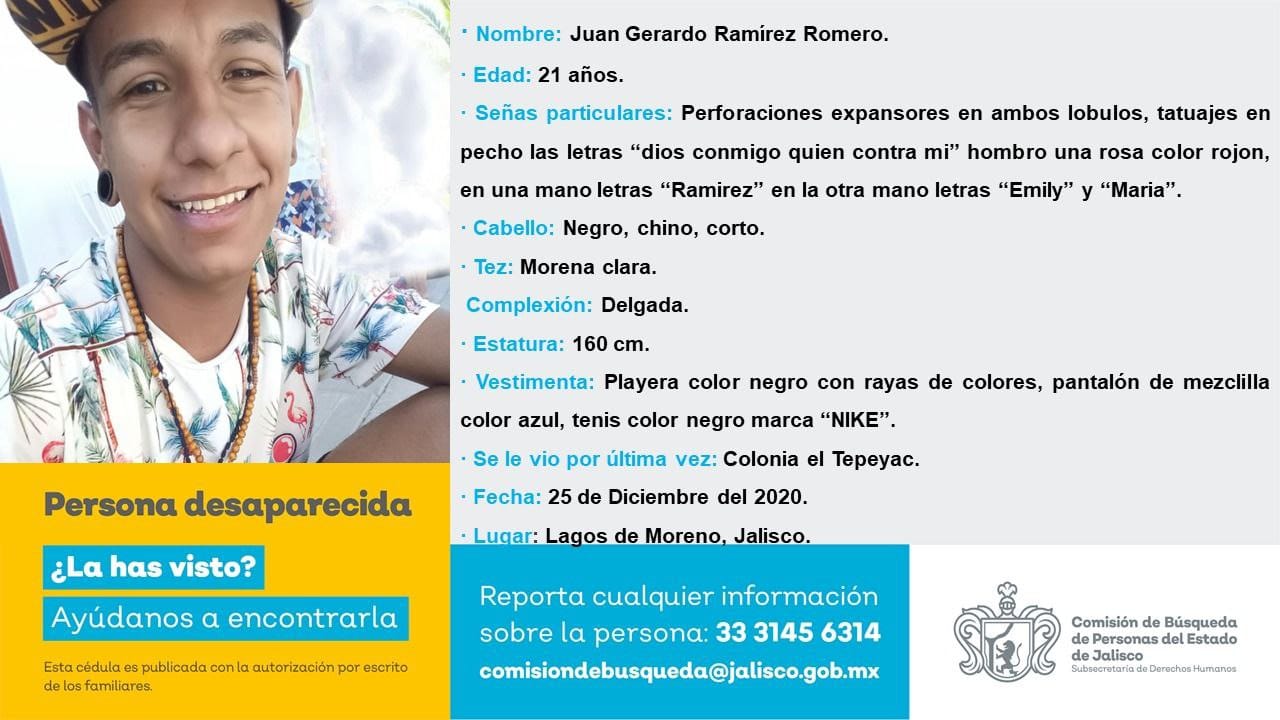 · Nombre: Juan Gerardo Ramírez Romero.
· Edad: 21 años.
· Señas particulares: Perforaciones expansores en ambos lobulos, tatuajes en
pecho las letras “dios conmigo quien contra mi” hombro una rosa color rojon,
en una mano letras “Ramirez” en la otra mano letras “Emily” y “Maria”.
· Cabello: Negro, chino, corto.
· Tez: Morena clara.
Complexión: Delgada.
· Estatura: 160 cm.
· Vestimenta: Playera color negro con rayas de colores, pantalón de mezclilla
color azul, tenis color negro marca “NIKE”.
· Se le vio por última vez: Colonia el Tepeyac.
· Fecha: 25 de Diciembre del 2020.
· Lugar: Lagos de Moreno, Jalisco.
Persona desaparecida
¿La has visto?
Ayúdanos a encontrarla
Esta cédula es publicada con la autorización por escrito
de los familiares.
Reporta cualquier información
sobre la persona: 33 3145 6314
comisiondebusqueda@jalisco.gob.mx
Comisión de Búsqueda
de Personas del Estado
de Jalisco
Subsecretaría de Derechos Humanos